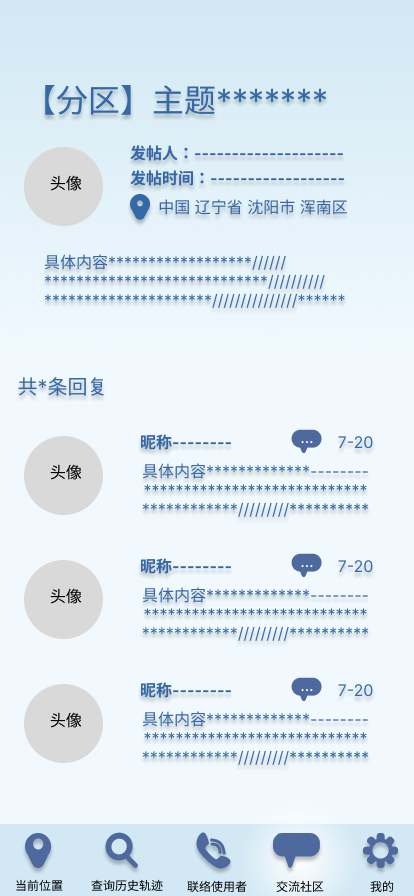 【分区】主题*******
头像
发帖人：--------------------
发帖时间：------------------
中国 辽宁省 沈阳市 浑南区
具体内容******************//////
****************************//////////
*********************///////////////******
共*条回复
头像
昵称--------
... 7-20
具体内容*************--------
****************************
************/////////**********
头像
昵称--------
... 7-20
具体内容*************--------
****************************
************/////////**********
头像
昵称--------
... 7-20
具体内容*************--------
****************************
************/////////**********
当前位置 查询历史轨迹 联络使用者 交流社区 我的